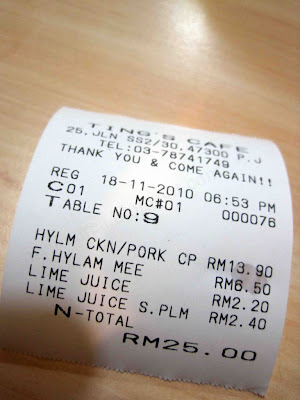 TING'S CAFE
25, JLN SS2/30,47300 P.J
TEL:03-78741749
THANK YOU & COME AGAIN!!
REG 18-11-2010 06:53 PM
C01 MC#01 000076
TABLE NO:9
HYLM CKN/PORK CP RM13.90
F.HYLAM MEE RM6.50
LIME JUICE RM2.20
LIME JUICE S.PLM RM2.40
N-TOTAL
RM25.00